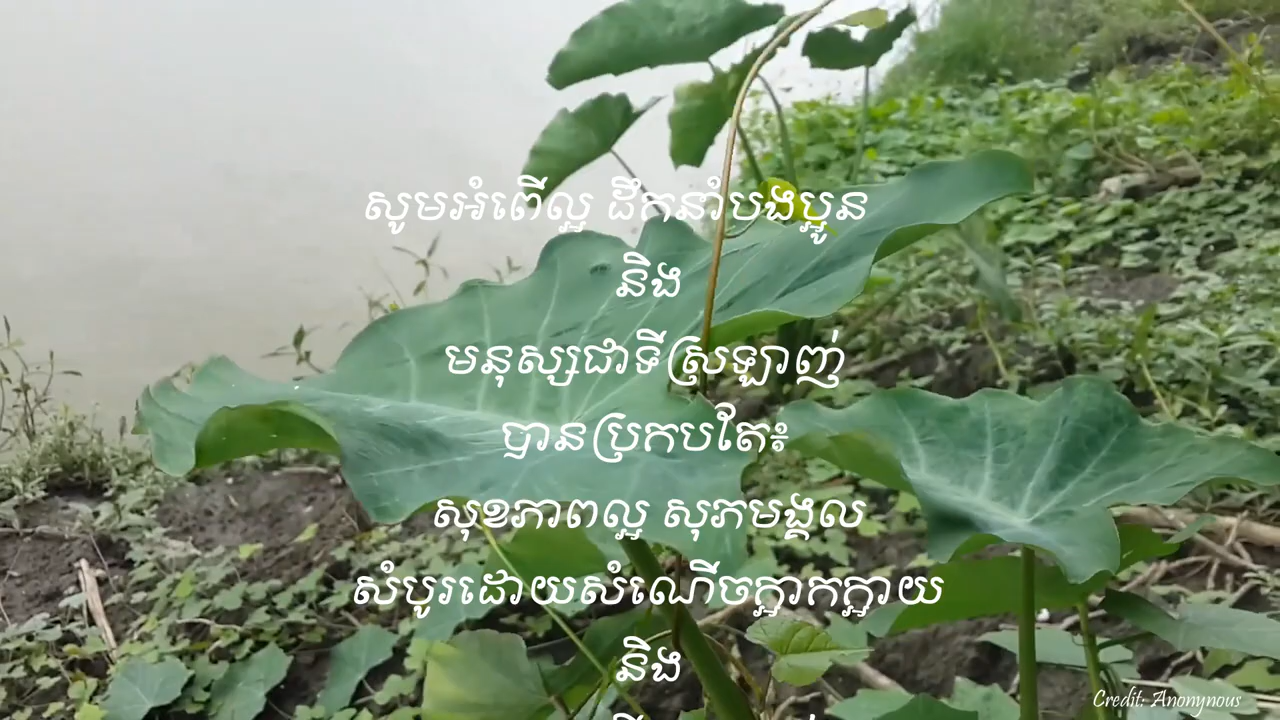 សូមអំពើល្អ ដឹកនាំបងប្អូន
និង
មនុស្សជាទីស្រឡាញ់
បានប្រកបតែ៖
សុខភាពល្អ សុភមង្គល
សំបូរដោយសំណើចក្អាកក្អាយ
និង
Credit: Anonynous